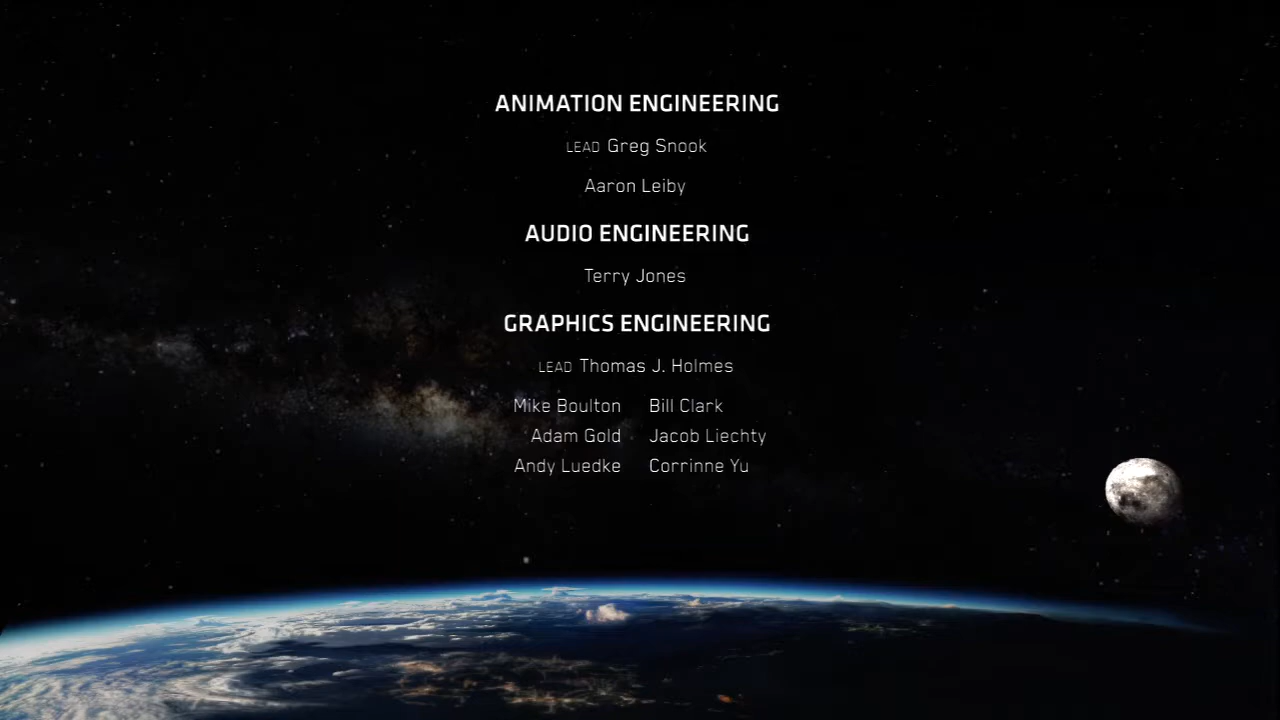 ANIMATION ENGINEERING
LEAD Greg Snook
Aaron Leiby
AUDIO ENGINEERING
Terry Jones
GRAPHICS ENGINEERING
LEAD Thomas J. Holmes
Mike Boulton Bill Clark
Adam Gold Jacob Liechty
Andy Luedke Corrinne Yu